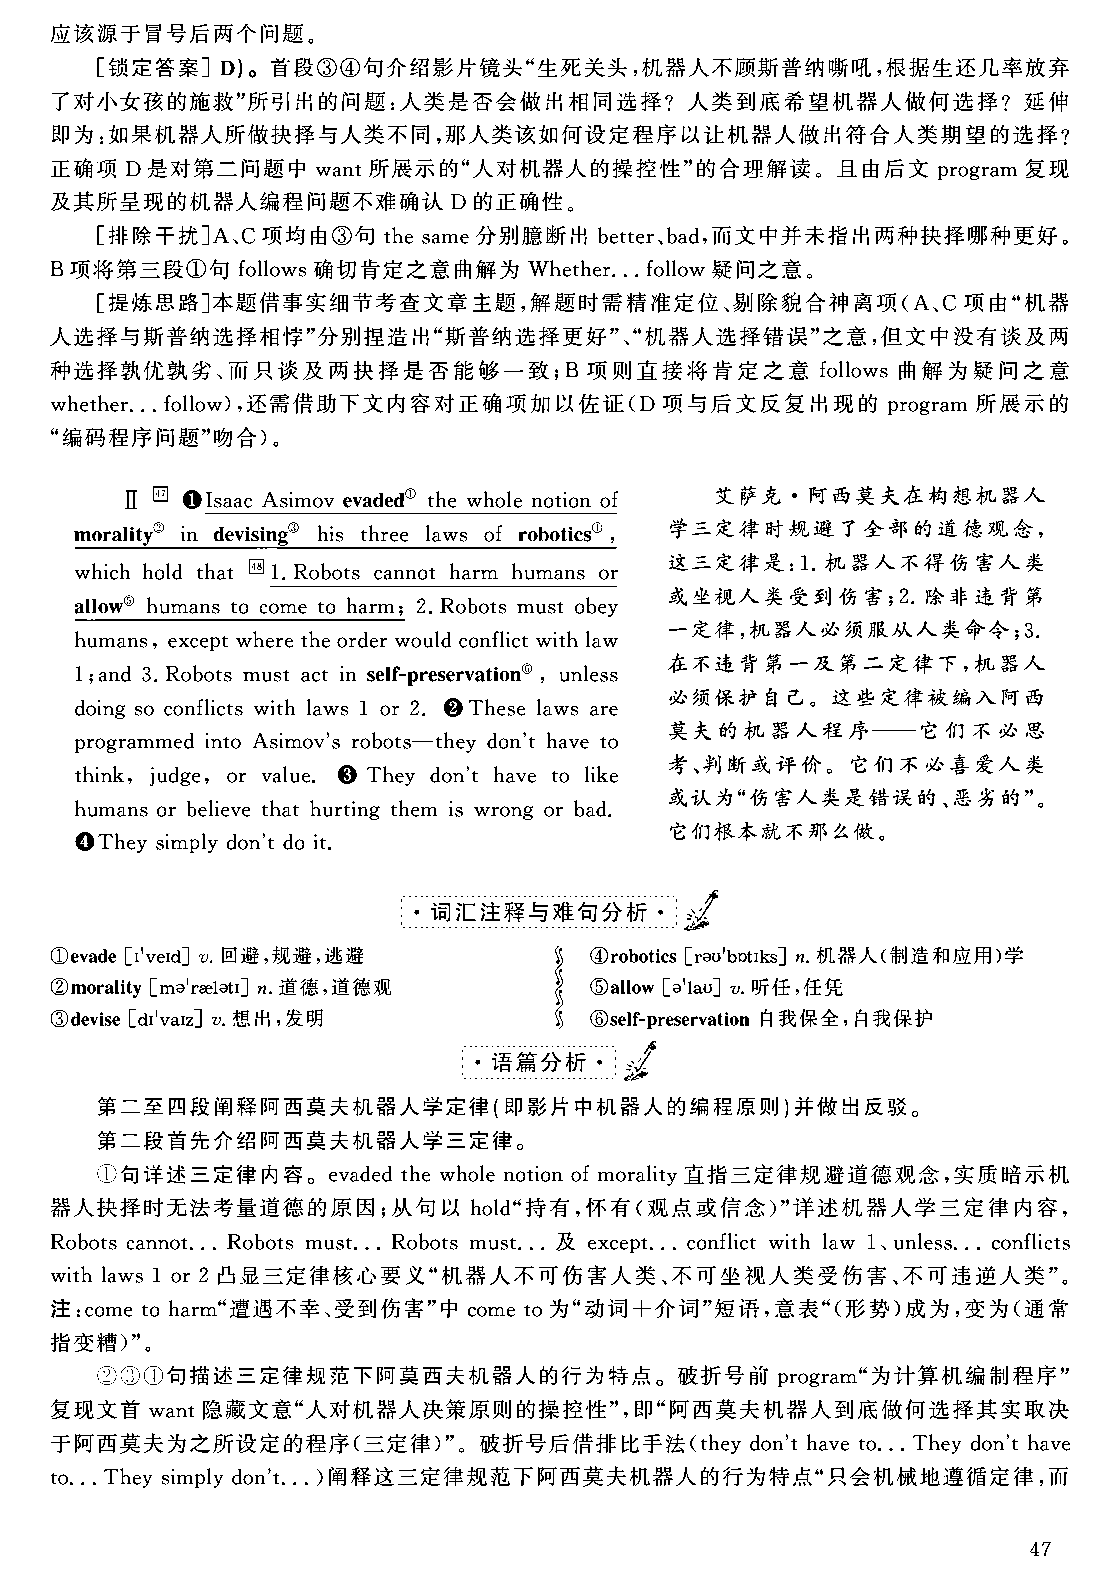 应该源于冒号后两个问题。
[锁定答案] D)。首段③④句介绍影片镜头“生死关头,机器人不顾斯普纳嘶吼,根据生还几率放弃
了对小女孩的施救”所引出的问题:人类是否会做出相同选择?人类到底希望机器人做何选择?延伸
即为:如果机器人所做抉择与人类不同,那人类该如何设定程序以让机器人做出符合人类期望的选择?
正确项 D 是对第二问题中 want 所展示的“人对机器人的操控性”的合理解读。且由后文 program 复现
及其所呈现的机器人编程问题不难确认 D 的正确性。
[排除干扰]A、C 项均由③句 the same 分别臆断出 better、bad,而文中并未指出两种抉择哪种更好。
B 项将第三段①句 follows 确切肯定之意曲解为 Whether... follow 疑问之意。
[提炼思路]本题借事实细节考查文章主题,解题时需精准定位、剔除貌合神离项(A、C 项由“机器
人选择与斯普纳选择相悖”分别捏造出“斯普纳选择更好”、“机器人选择错误”之意,但文中没有谈及两
种选择孰优孰劣、而只谈及两抉择是否能够一致;B 项则直接将肯定之意 follows 曲解为疑问之意
whether... follow),还需借助下文内容对正确项加以佐证(D 项与后文反复出现的 program 所展示的
“编码程序问题”吻合)。
Ⅱ 47 ❶Isaac Asimov evaded① the whole notion of
morality② in devising③ his three laws of robotics④,
which hold that 48 1. Robots cannot harm humans or
allow⑤ humans to come to harm; 2. Robots must obey
humans, except where the order would conflict with law
1; and 3. Robots must act in self-preservation⑥, unless
doing so conflicts with laws 1 or 2. ❷These laws are
programmed into Asimov's robots—they don't have to
think, judge, or value. ❸ They don't have to like
humans or believe that hurting them is wrong or bad.
❹They simply don't do it.
艾萨克·阿西莫夫在构想机器人
学三定律时规避了全部的道德观念,
这三定律是:1. 机器人不得伤害人类
或坐视人类受到伤害;2. 除非违背第
一定律,机器人必须服从人类命令;3.
在不违背第一及第二定律下,机器人
必须保护自己。这些定律被编入阿西
莫夫的机器人程序——它们不必思
考、判断或评价。它们不必喜爱人类
或认为“伤害人类是错误的、恶劣的”。
它们根本就不那么做。
·词汇注释与难句分析·
①evade [ɪ'veɪd] v. 回避,规避,逃避
②morality [mə'rælətɪ] n. 道德,道德观
③devise [dɪ'vaɪz] v. 想出,发明
④robotics [rəʊ'bɒtɪks] n. 机器人(制造和应用)学
⑤allow [ə'laʊ] v. 听任,任凭
⑥self-preservation 自我保全,自我保护
·语篇分析·
第二至四段阐释阿西莫夫机器人学定律(即影片中机器人的编程原则)并做出反驳。
第二段首先介绍阿西莫夫机器人学三定律。
①句详述三定律内容。evaded the whole notion of morality 直指三定律规避道德观念,实质暗示机
器人抉择时无法考量道德的原因;从句以 hold“持有,怀有(观点或信念)”详述机器人学三定律内容,
Robots cannot... Robots must... Robots must... 及 except... conflict with law 1、unless... conflicts
with laws 1 or 2 凸显三定律核心要义“机器人不可伤害人类、不可坐视人类受伤害、不可违逆人类”。
注:come to harm“遭遇不幸、受到伤害”中 come to 为“动词+介词”短语,意表“(形势)成为,变为(通常
指变糟)”。
②③④句描述三定律规范下阿莫西夫机器人的行为特点。破折号前 program“为计算机编制程序”
复现文首 want 隐藏文意“人对机器人决策原则的操控性”,即“阿西莫夫机器人到底做何选择其实取决
于阿西莫夫为之所设定的程序(三定律)”。破折号后借排比手法(they don't have to... They don't have
to... They simply don't...)阐释这三定律规范下阿西莫夫机器人的行为特点“只会机械地遵循定律,而
47